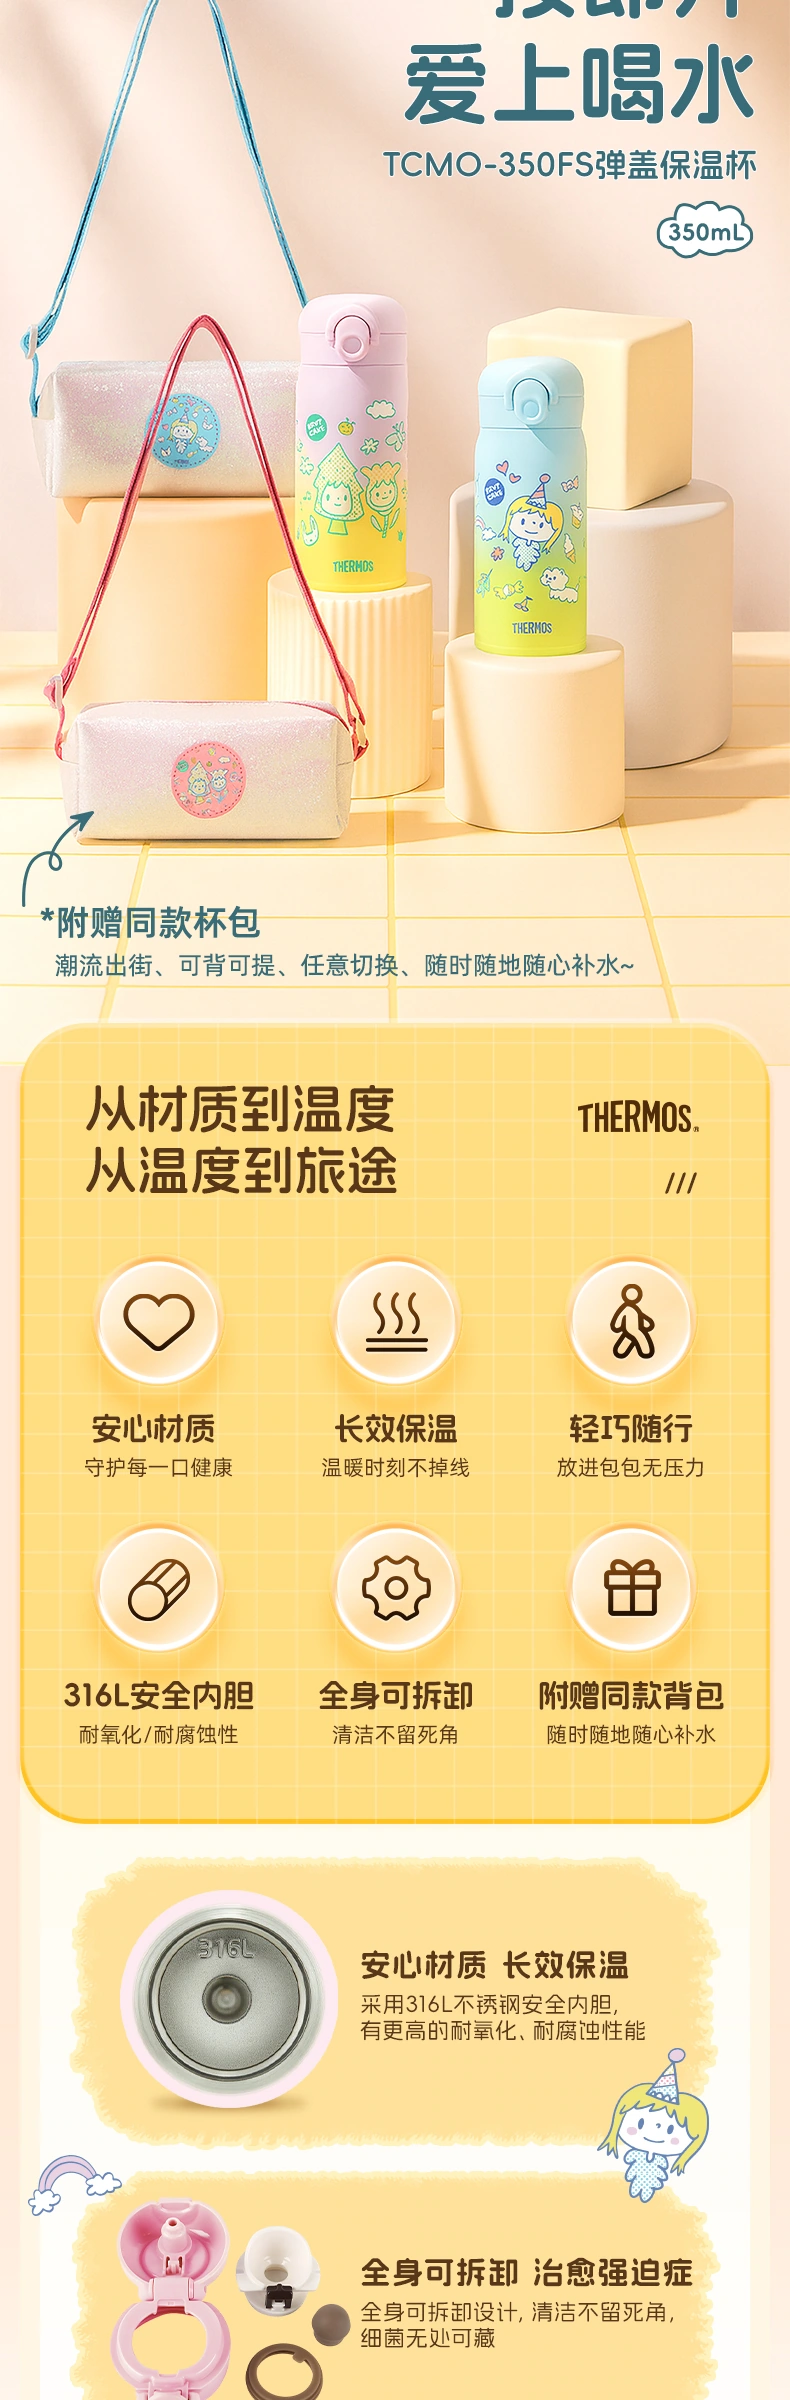 爱上喝水
TCMO-350FS弹盖保温杯
350mL
THERMOS
THERMOS
*附赠同款杯包
潮流出街、可背可提、任意切换、随时随地随心补水~
从材质到温度
从温度到旅途
THERMOS
///
安心材质
守护每一口健康
长效保温
温暖时刻不掉线
轻巧随行
放进包包无压力
316L安全内胆
耐氧化/耐腐蚀性
全身可拆卸
清洁不留死角
附赠同款背包
随时随地随心补水
316L
安心材质 长效保温
采用316L不锈钢安全内胆,
有更高的耐氧化、耐腐蚀性能
全身可拆卸 治愈强迫症
全身可拆卸设计, 清洁不留死角,
细菌无处可藏